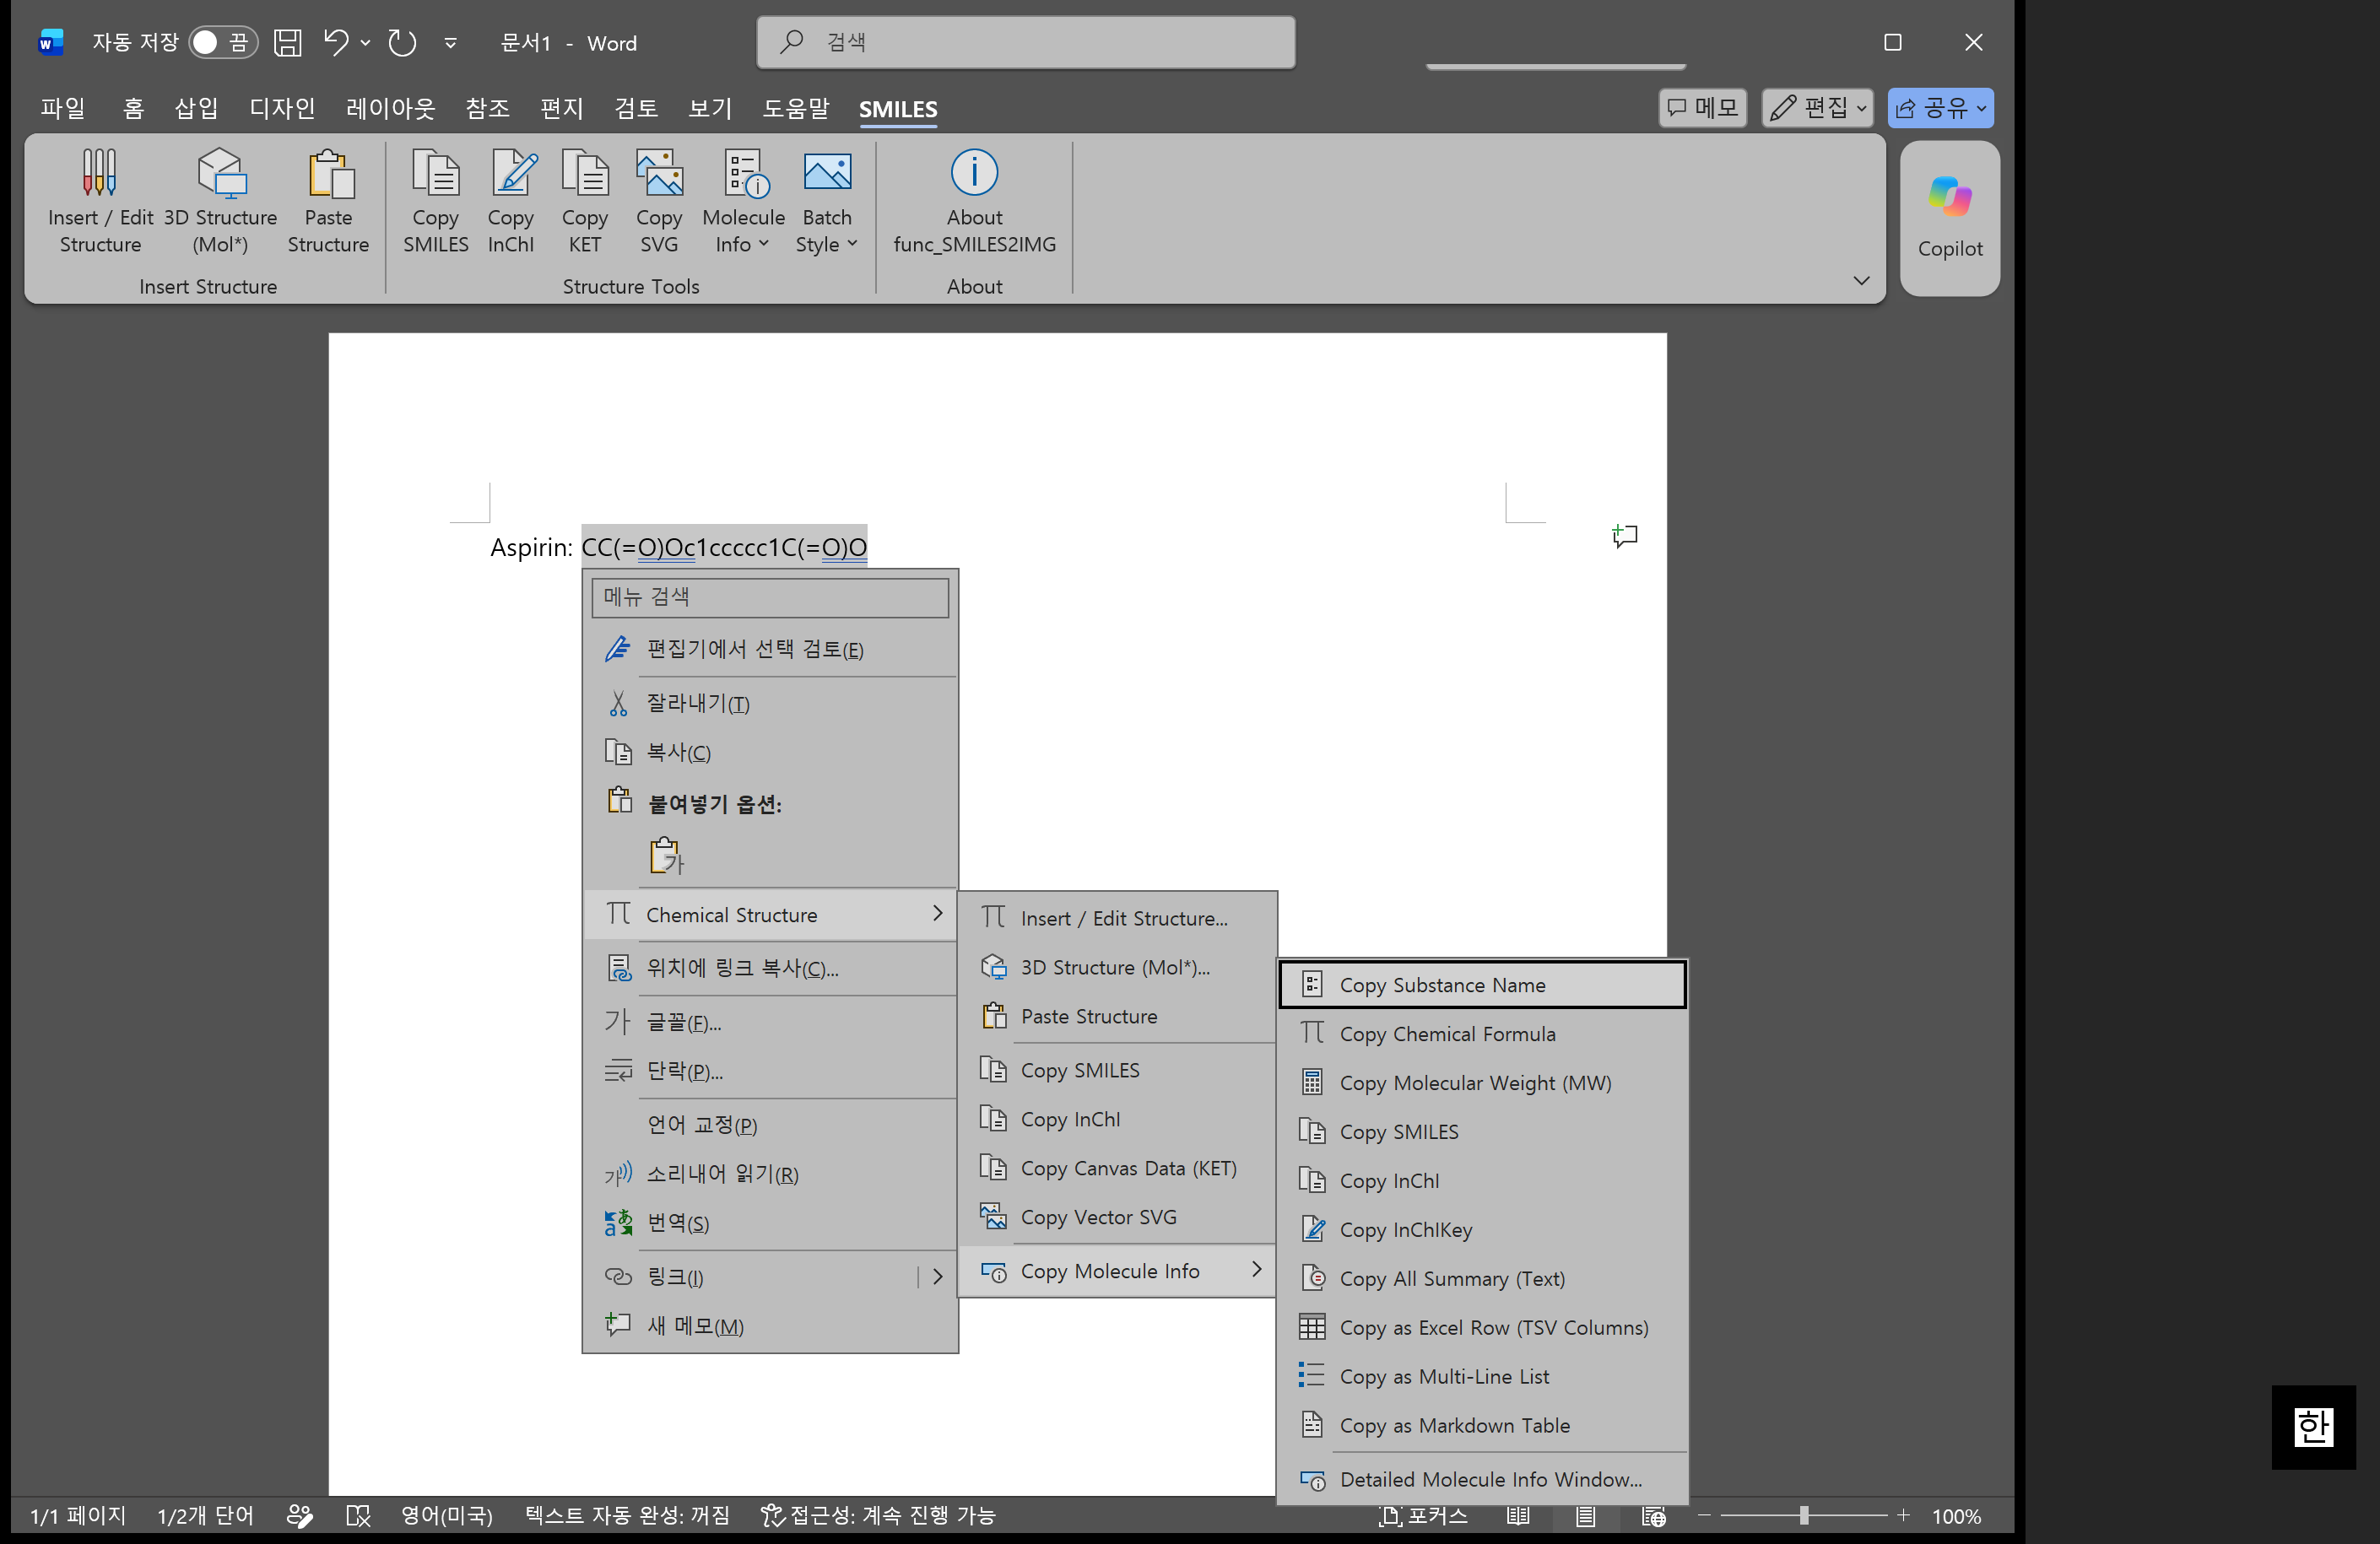 자동 저장 끔 문서1 - Word 검색
파일 홈 삽입 디자인 레이아웃 참조 편지 검토 보기 도움말 SMILES 메모 편집 공유
Insert / Edit Structure
3D Structure (Mol*)
Paste Structure
Insert Structure
Copy SMILES
Copy InChI
Copy KET
Copy SVG
Molecule Info
Batch Style
Structure Tools
About func_SMILES2IMG
About
Copilot
Aspirin: CC(=O)Oc1ccccc1C(=O)O
메뉴 검색
편집기에서 선택 검토(E)
잘라내기(T)
복사(C)
붙여넣기 옵션:
가
Chemical Structure
위치에 링크 복사(C)...
글꼴(F)...
단락(P)...
언어 교정(P)
소리내어 읽기(R)
번역(S)
링크(I)
새 메모(M)
Insert / Edit Structure...
3D Structure (Mol*)...
Paste Structure
Copy SMILES
Copy InChI
Copy Canvas Data (KET)
Copy Vector SVG
Copy Molecule Info
Copy Substance Name
Copy Chemical Formula
Copy Molecular Weight (MW)
Copy SMILES
Copy InChI
Copy InChIKey
Copy All Summary (Text)
Copy as Excel Row (TSV Columns)
Copy as Multi-Line List
Copy as Markdown Table
Detailed Molecule Info Window...
1/1 페이지 1/2개 단어 영어(미국) 텍스트 자동 완성: 꺼짐 접근성: 계속 진행 가능 포커스 100%
한